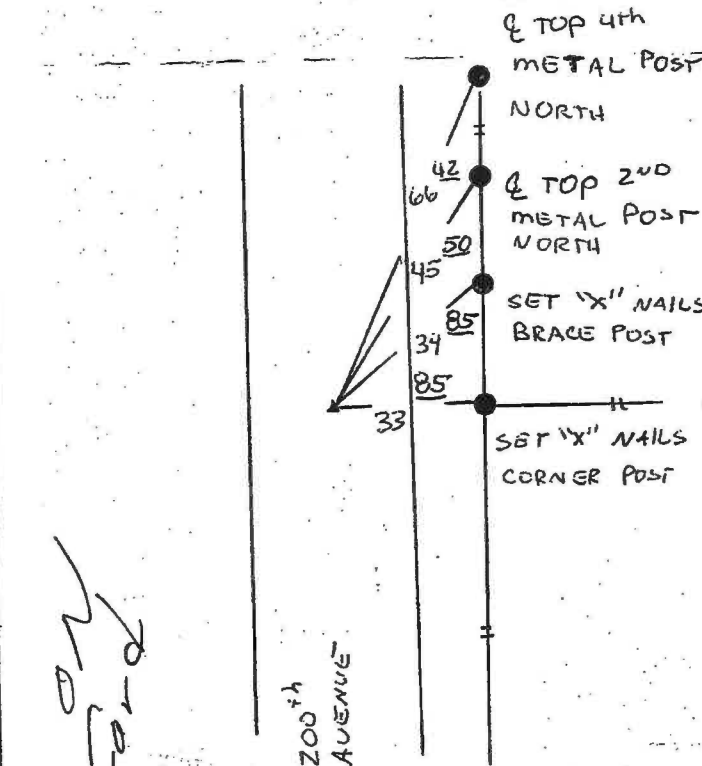 ℄ TOP 4th
METAL POST
NORTH
42
66
℄ TOP 2ND
METAL POST
NORTH
50
45
SET "X" NAILS
BRACE POST
85
34
85
33
SET "X" NAILS
CORNER POST
200th
AVENUE